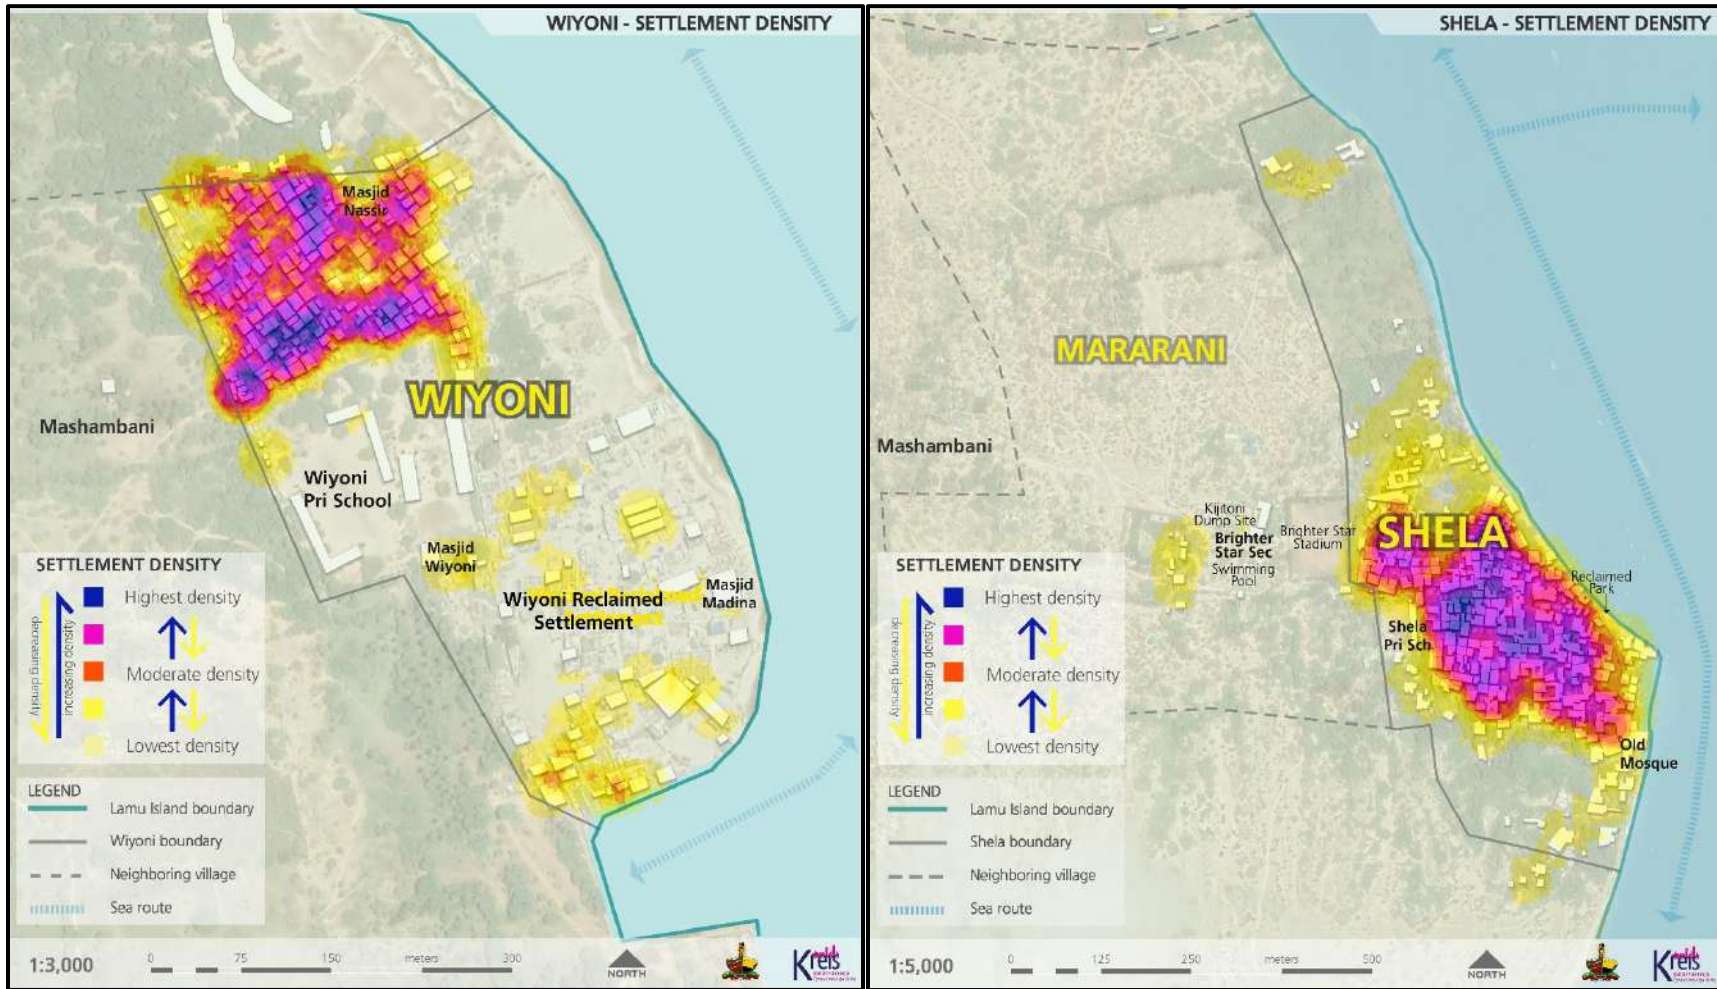 WIYONI - SETTLEMENT DENSITY
Masjid
Nassir
WIYONI
Mashambani
Wiyoni
Pri School
Masjid
Wiyoni
Wiyoni Reclaimed
Settlement
Masjid
Madina
SETTLEMENT DENSITY
decreasing density
increasing density
Highest density
Moderate density
Lowest density
LEGEND
Lamu Island boundary
Wiyoni boundary
Neighboring village
Sea route
1:3,000
0 75 150 meters 300
NORTH
Kreis
SHELA - SETTLEMENT DENSITY
MARARANI
Mashambani
Kijitoni
Dump Site
Brighter
Star Sec
Swimming
Pool
Brighter Star
Stadium
SHELA
Reclaimed
Park
Shela
Pri Sch
Old
Mosque
SETTLEMENT DENSITY
decreasing density
increasing density
Highest density
Moderate density
Lowest density
LEGEND
Lamu Island boundary
Shela boundary
Neighboring village
Sea route
1:5,000
0 125 250 meters 500
NORTH
Kreis